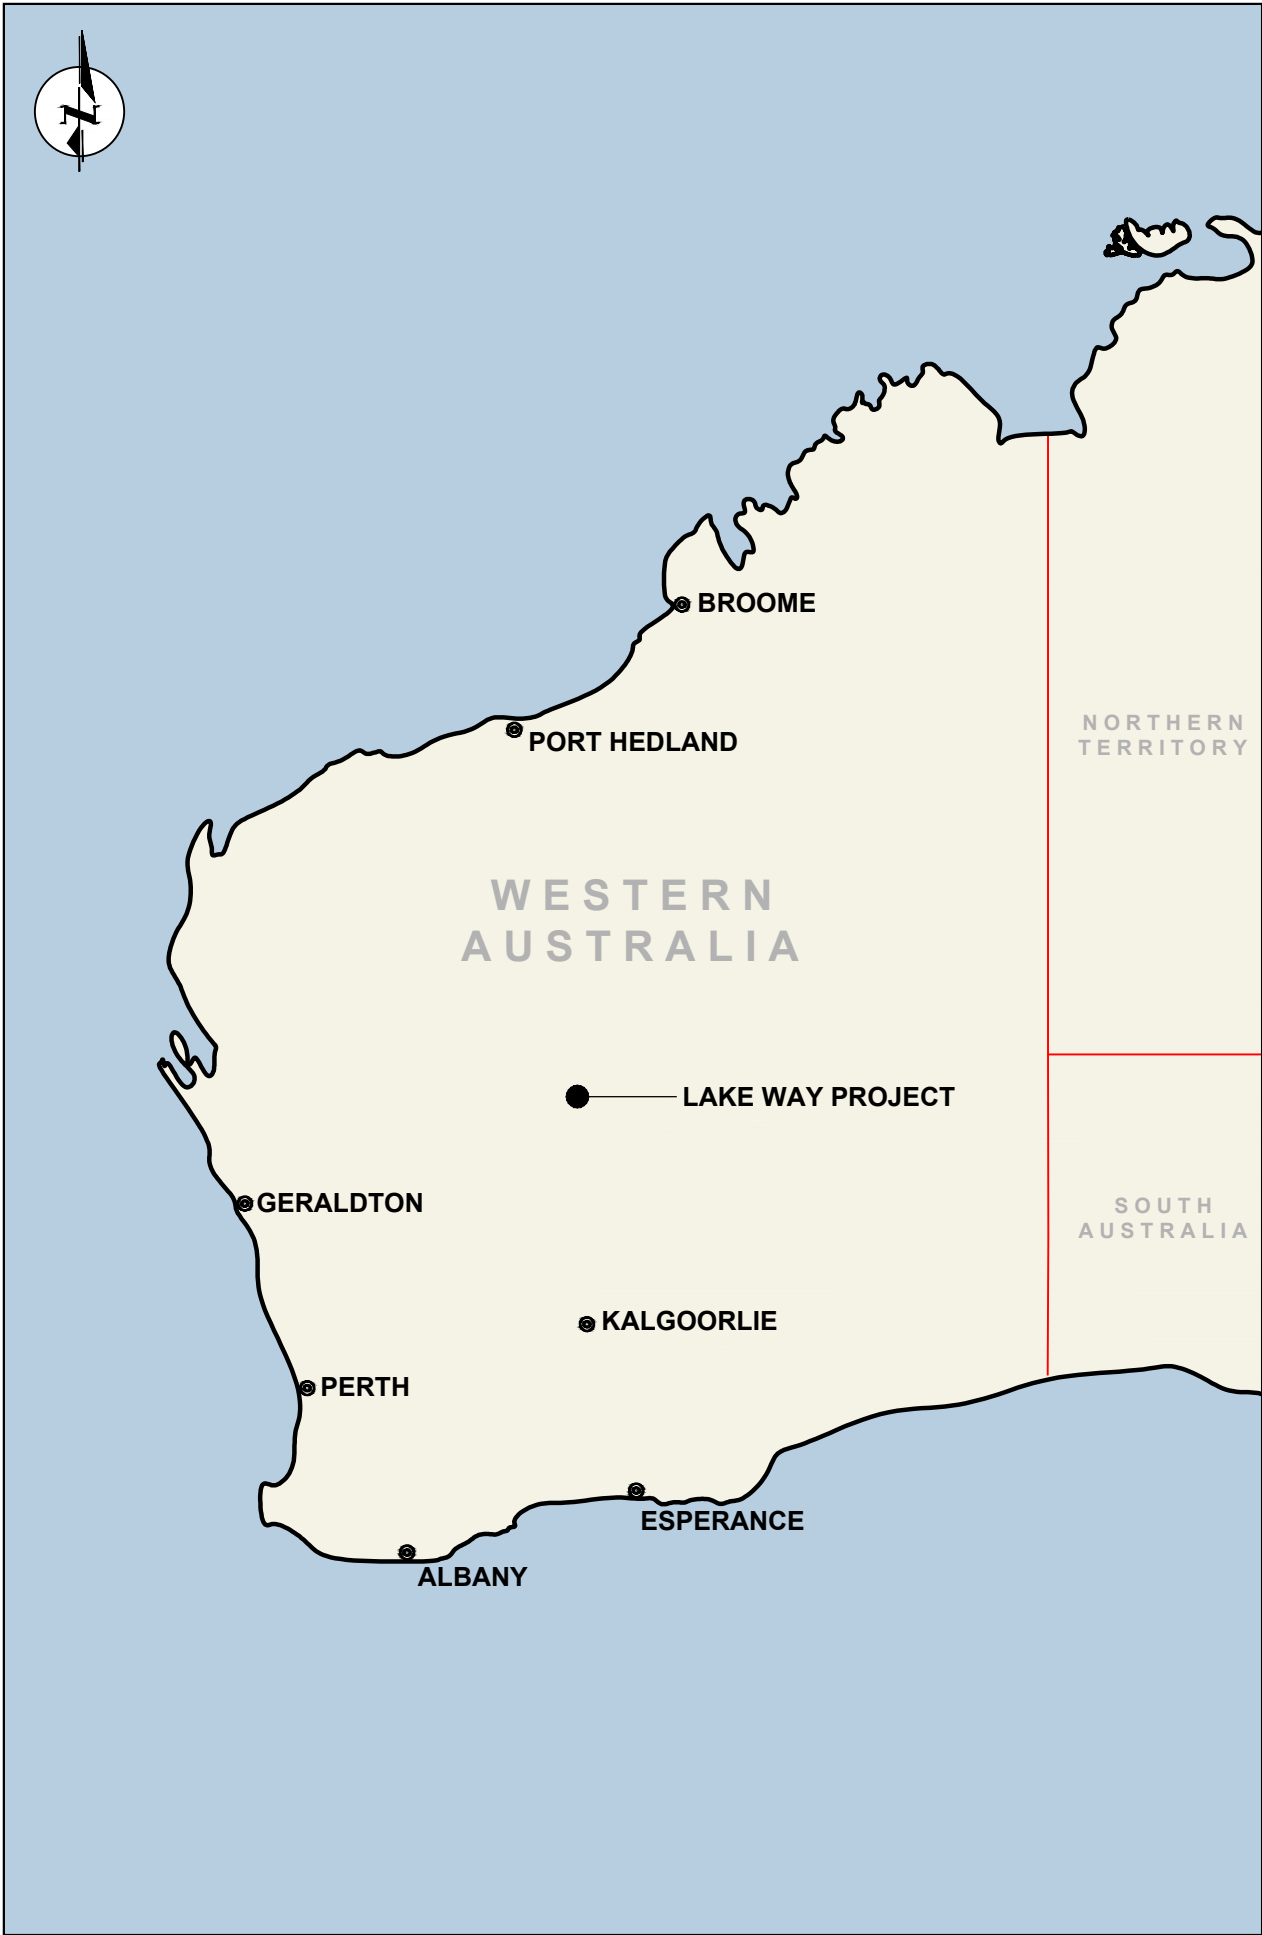 N
BROOME
PORT HEDLAND
NORTHERN
TERRITORY
WESTERN
AUSTRALIA
LAKE WAY PROJECT
GERALDTON
SOUTH
AUSTRALIA
KALGOORLIE
PERTH
ESPERANCE
ALBANY